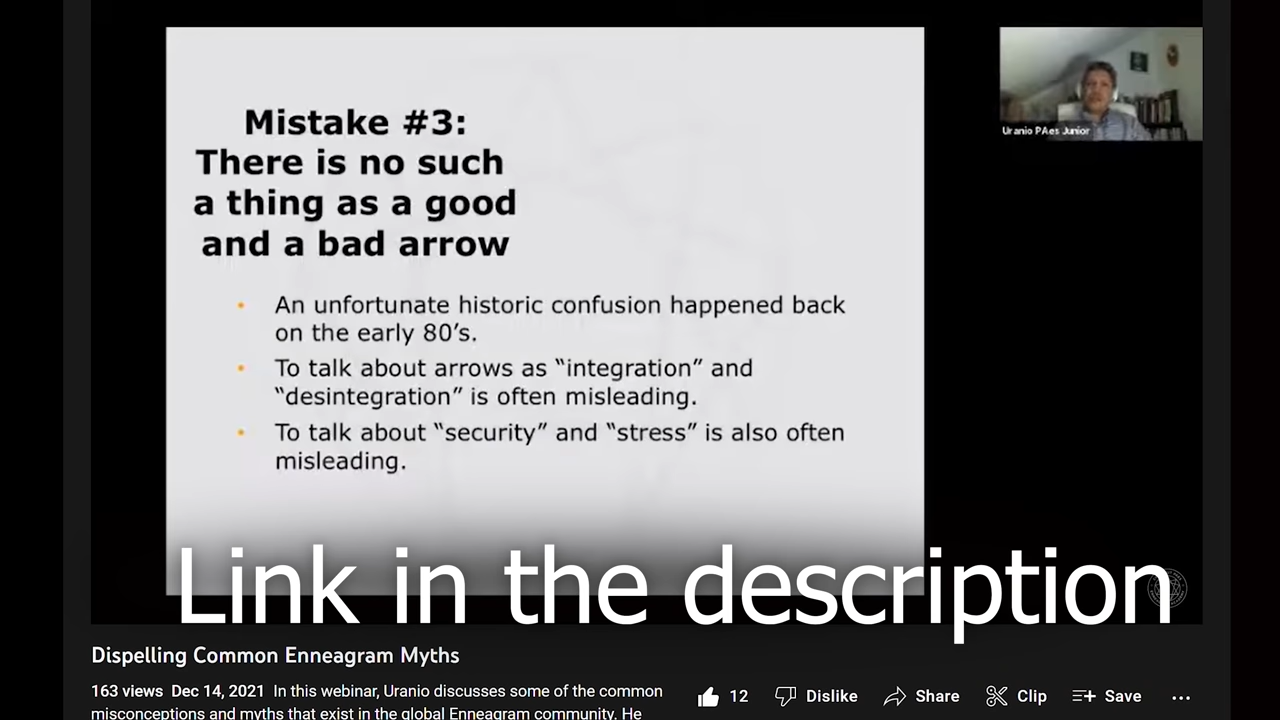 Mistake #3:
There is no such
a thing as a good
and a bad arrow
• An unfortunate historic confusion happened back
on the early 80’s.
• To talk about arrows as “integration” and
“desintegration” is often misleading.
• To talk about “security” and “stress” is also often
misleading.
Uranio PAes Junior
Link in the description
Dispelling Common Enneagram Myths
163 views Dec 14, 2021 In this webinar, Uranio discusses some of the common
misconceptions and myths that exist in the global Enneagram community. He
12 Dislike Share Clip Save ...